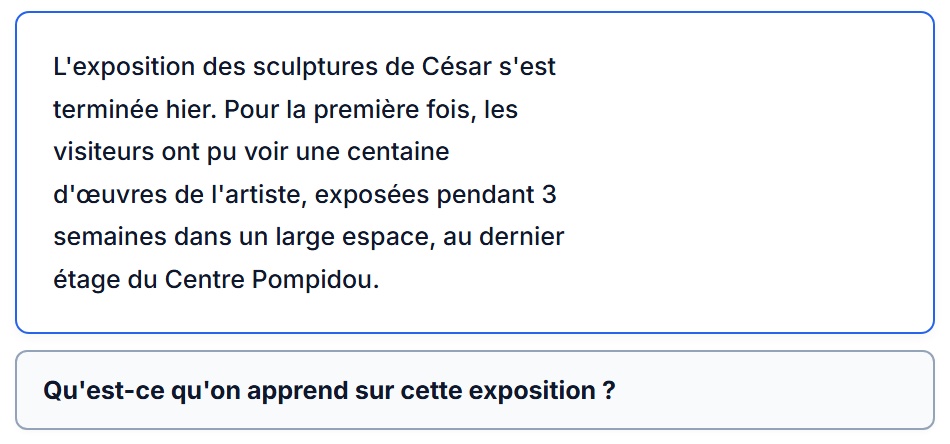 L'exposition des sculptures de César s'est
terminée hier. Pour la première fois, les
visiteurs ont pu voir une centaine
d'œuvres de l'artiste, exposées pendant 3
semaines dans un large espace, au dernier
étage du Centre Pompidou.
Qu'est-ce qu'on apprend sur cette exposition ?